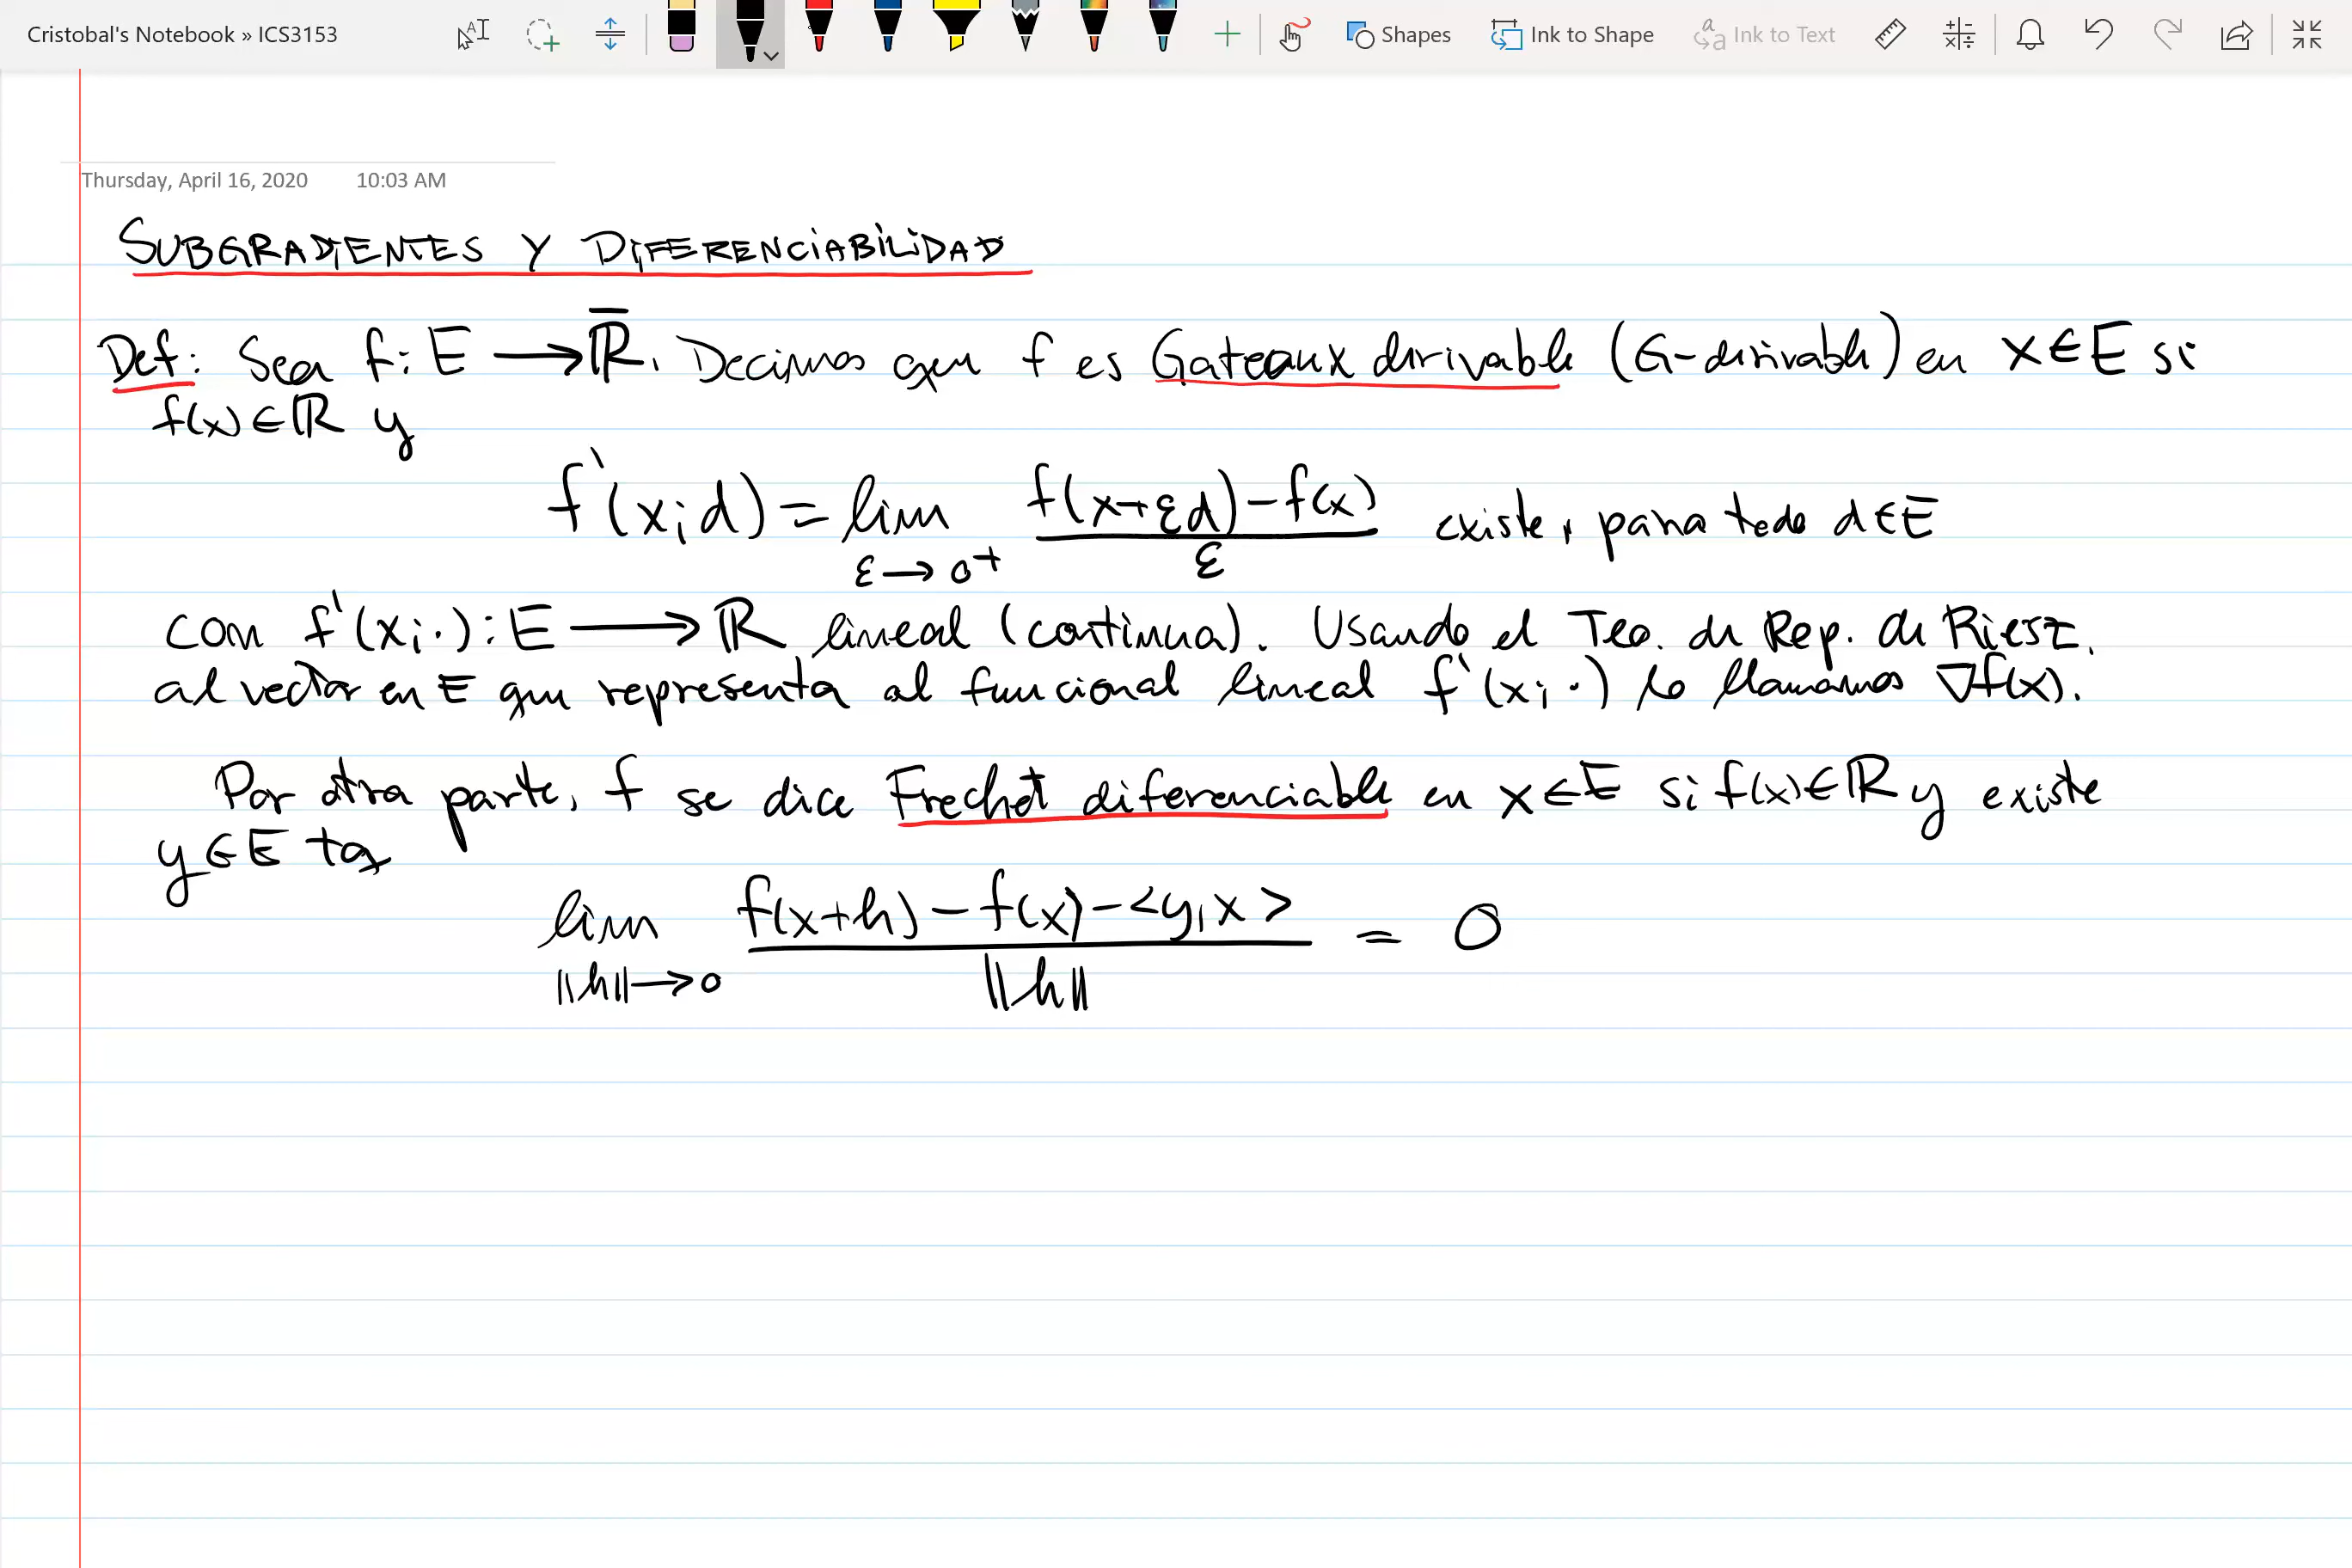 Cristobal's Notebook » ICS3153
Shapes
Ink to Shape
Ink to Text
Thursday, April 16, 2020 10:03 AM
SUBGRADIENTES Y DIFERENCIABILIDAD
Def: Sea f: E → ℝ̄. Decimos que f es Gateaux derivable (G-derivable) en x ∈ E si
f(x) ∈ ℝ y
f'(x; d) = lim_{ε → 0⁺} (f(x+εd) - f(x)) / ε existe, para todo d ∈ E
con f'(x; ·): E → ℝ lineal (continua). Usando el Teo. de Rep. de Riesz,
al vector en E que representa al funcional lineal f'(x; ·) lo llamamos ∇f(x).
Por otra parte, f se dice Frechet diferenciable en x ∈ E si f(x) ∈ ℝ y existe
y ∈ E tq
lim_{||h|| → 0} (f(x+h) - f(x) - <y, x>) / ||h|| = 0